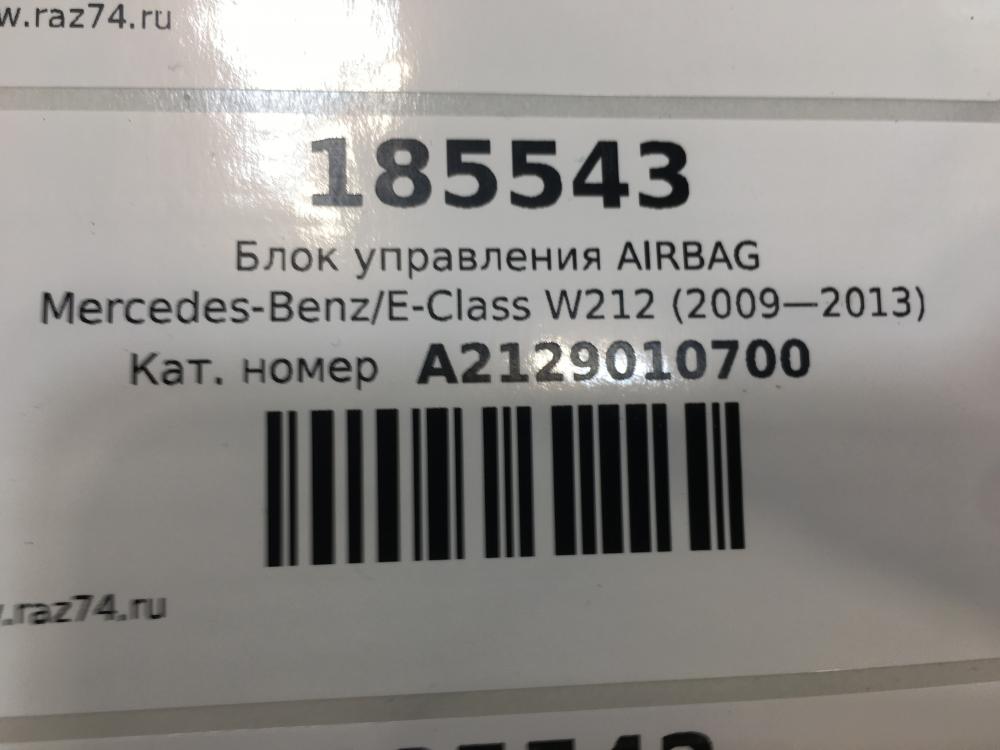 w.raz74.ru
185543
Блок управления AIRBAG
Mercedes-Benz/E-Class W212 (2009—2013)
Кат. номер A2129010700
.raz74.ru